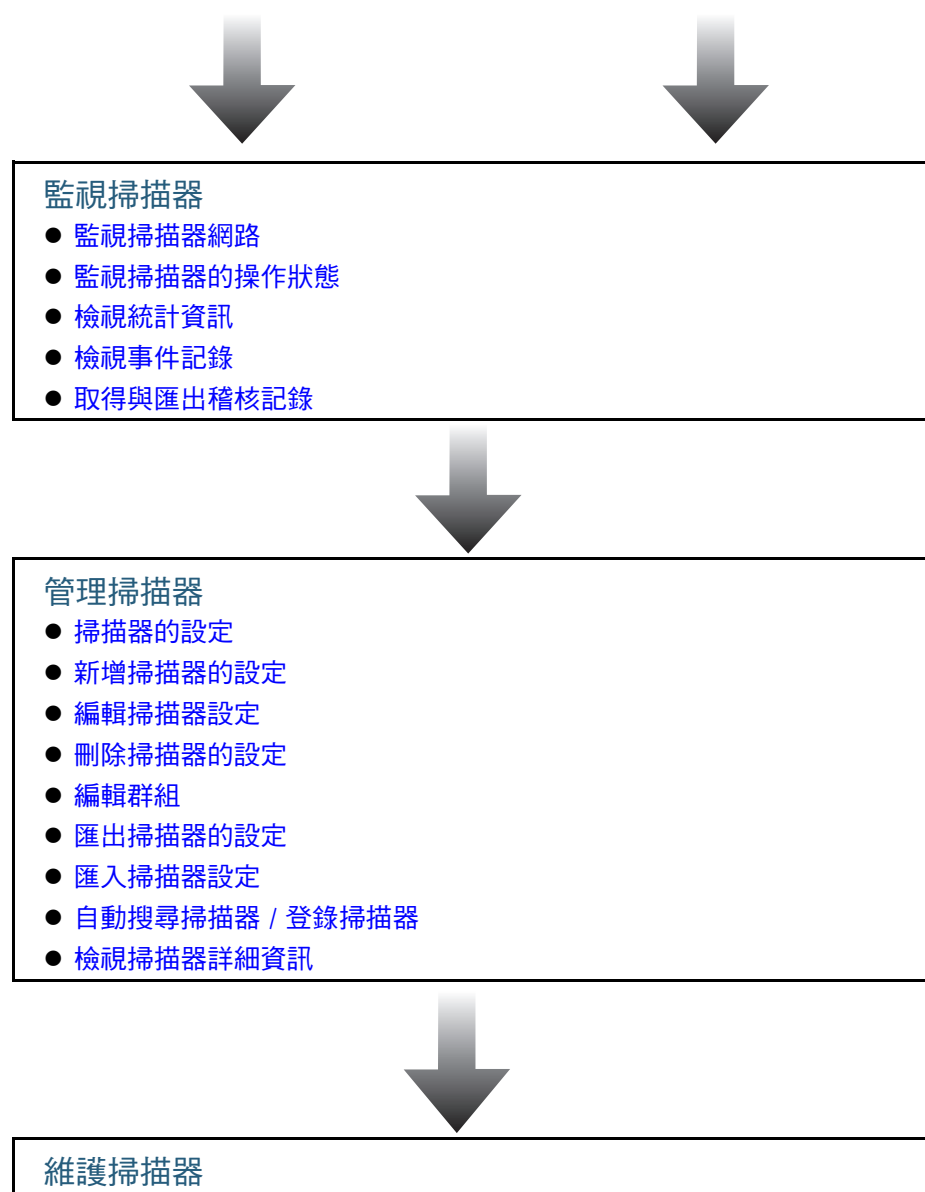 監視掃描器
● 監視掃描器網路
● 監視掃描器的操作狀態
● 檢視統計資訊
● 檢視事件記錄
● 取得與匯出稽核記錄
管理掃描器
● 掃描器的設定
● 新增掃描器的設定
● 編輯掃描器設定
● 刪除掃描器的設定
● 編輯群組
● 匯出掃描器的設定
● 匯入掃描器設定
● 自動搜尋掃描器 / 登錄掃描器
● 檢視掃描器詳細資訊
維護掃描器